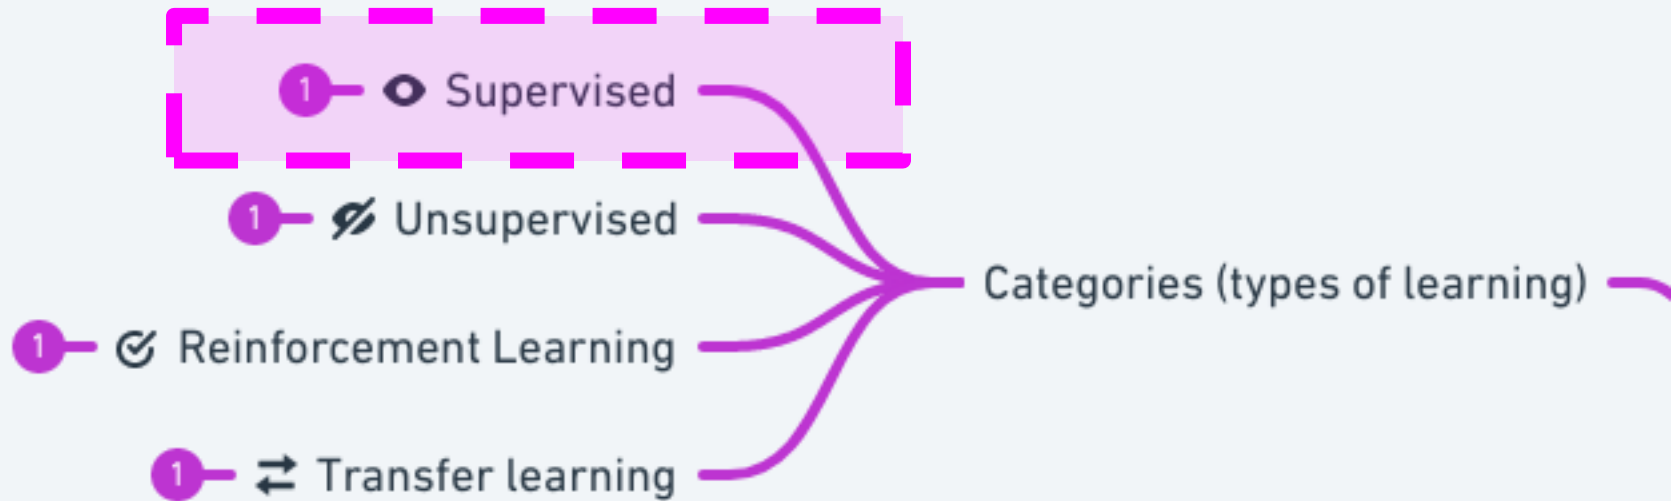 1 Supervised
1 Unsupervised
Categories (types of learning)
1 Reinforcement Learning
1 Transfer learning